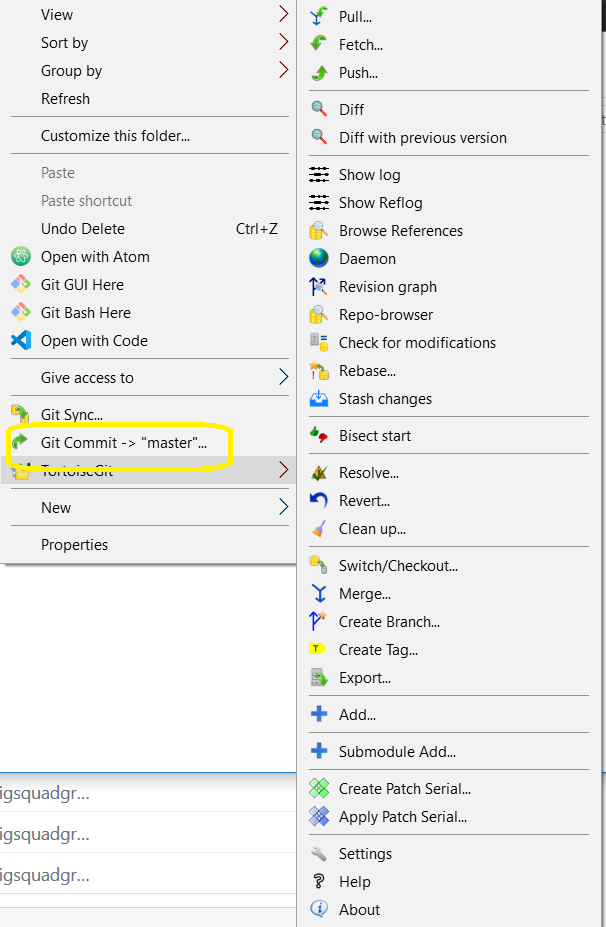 View
Sort by
Group by
Refresh
Customize this folder...
Paste
Paste shortcut
Undo Delete Ctrl+Z
Open with Atom
Git GUI Here
Git Bash Here
Open with Code
Give access to
Git Sync...
Git Commit -> "master"...
TortoiseGit
New
Properties
igsquadgr...
igsquadgr...
igsquadgr...
Pull...
Fetch...
Push...
Diff
Diff with previous version
Show log
Show Reflog
Browse References
Daemon
Revision graph
Repo-browser
Check for modifications
Rebase...
Stash changes
Bisect start
Resolve...
Revert...
Clean up...
Switch/Checkout...
Merge...
Create Branch...
Create Tag...
Export...
Add...
Submodule Add...
Create Patch Serial...
Apply Patch Serial...
Settings
Help
About